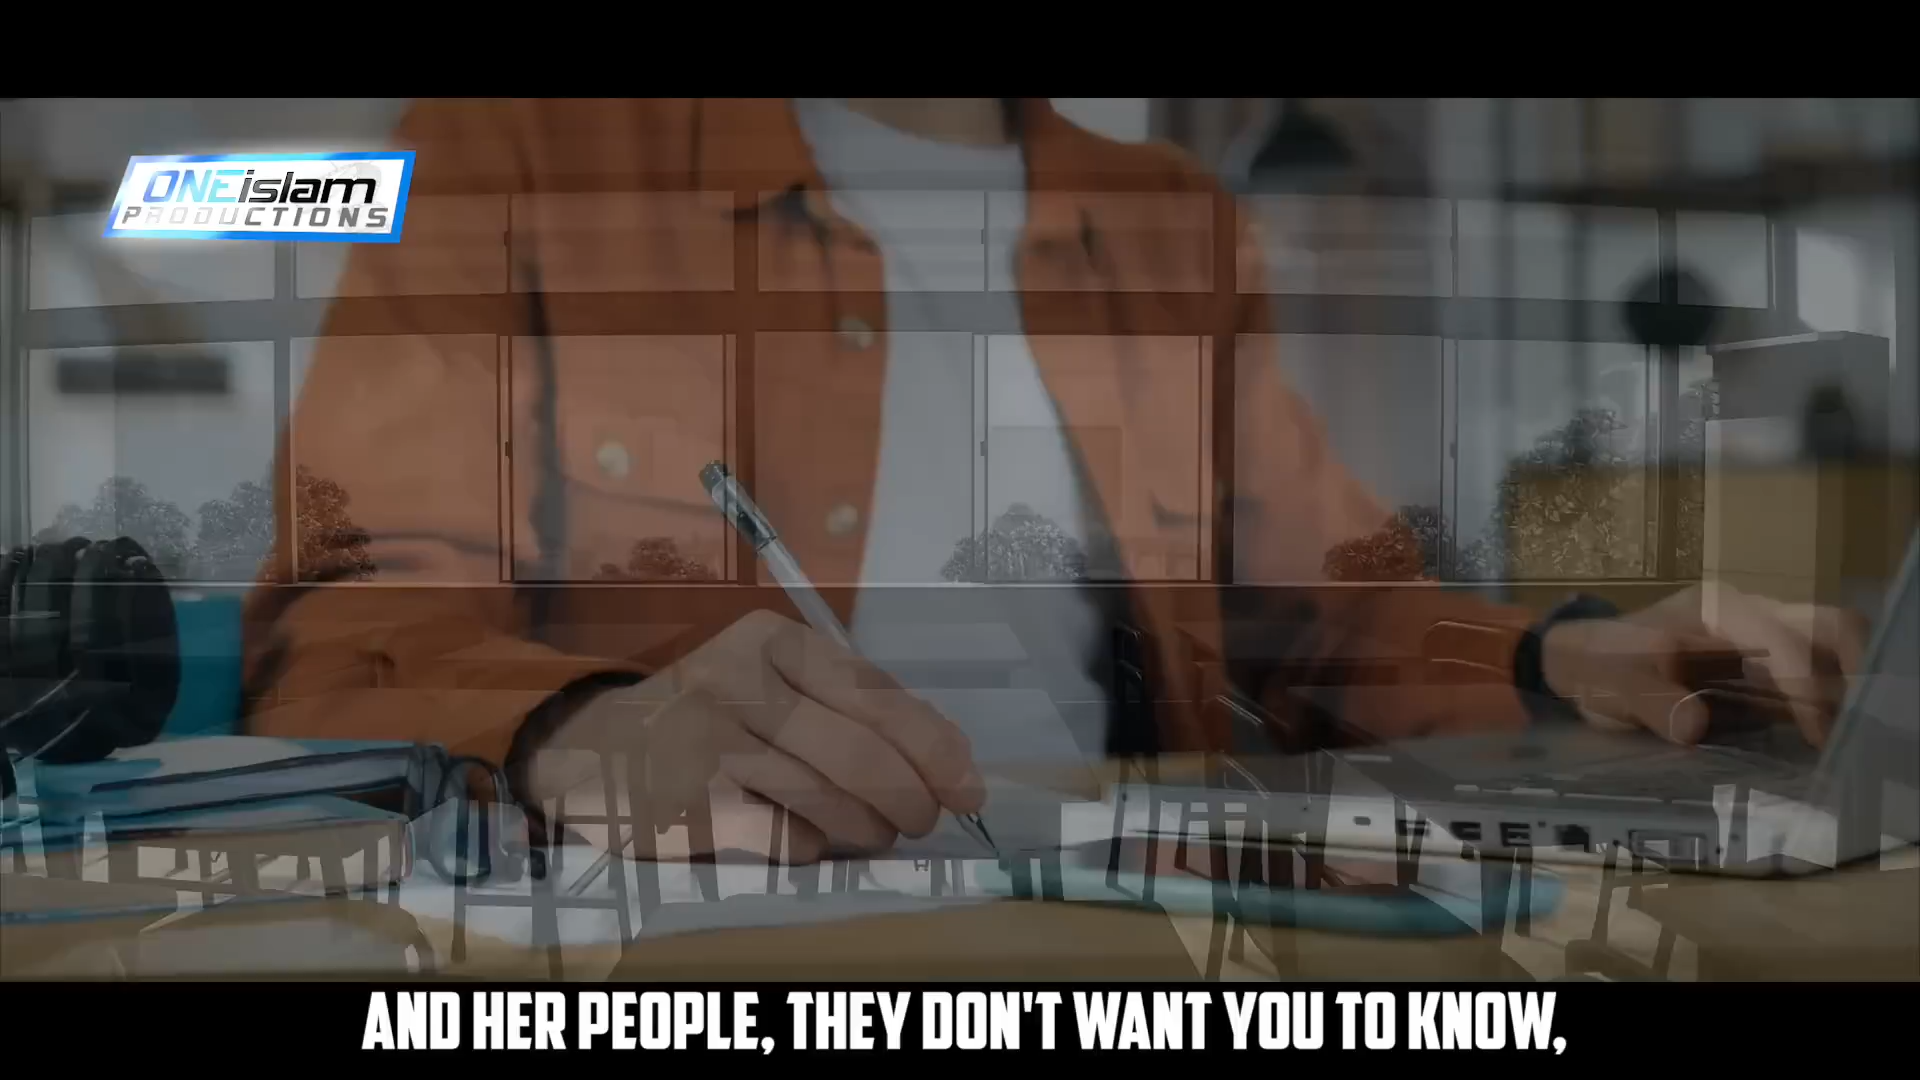 ONEislam
PRODUCTIONS
AND HER PEOPLE, THEY DON'T WANT YOU TO KNOW,